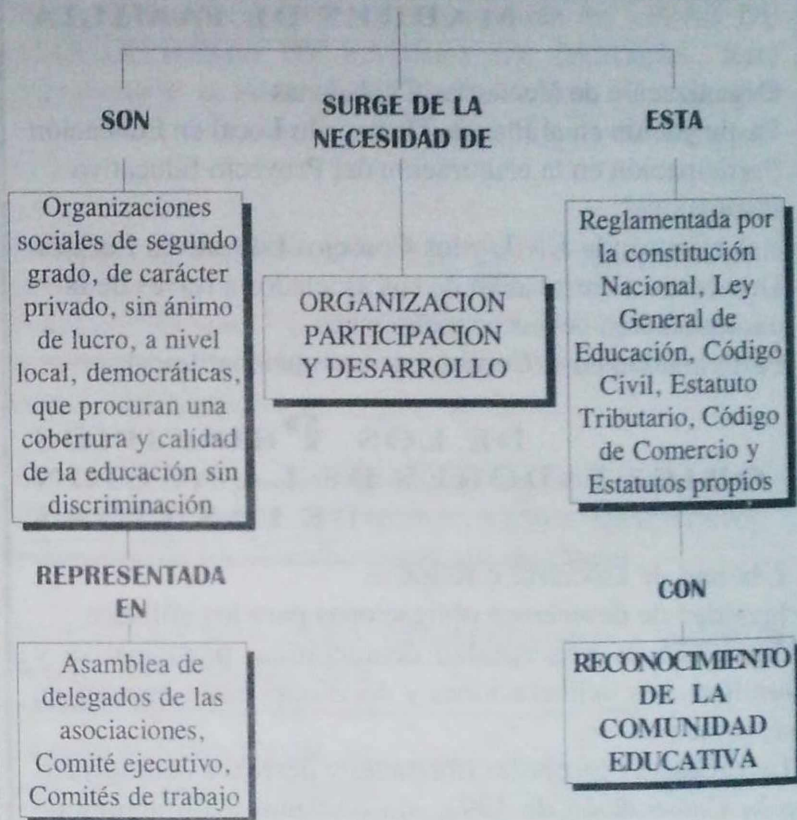 SON
Organizaciones
sociales de segundo
grado, de carácter
privado, sin ánimo
de lucro, a nivel
local, democráticas,
que procuran una
cobertura y calidad
de la educación sin
discriminación
REPRESENTADA
EN
Asamblea de
delegados de las
asociaciones,
Comité ejecutivo,
Comités de trabajo
SURGE DE LA
NECESIDAD DE
ORGANIZACION
PARTICIPACION
Y DESARROLLO
ESTA
Reglamentada por
la constitución
Nacional, Ley
General de
Educación, Código
Civil, Estatuto
Tributario, Código
de Comercio y
Estatutos propios
CON
RECONOCIMIENTO
DE LA
COMUNIDAD
EDUCATIVA